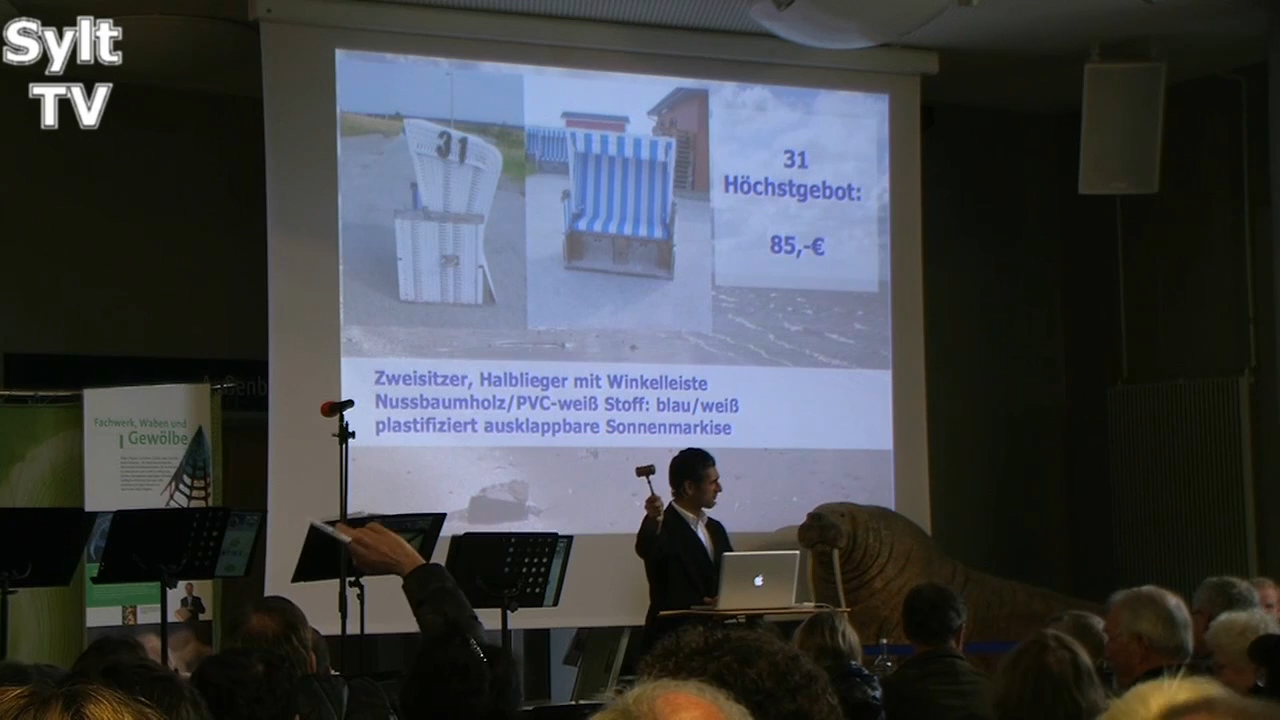 Sylt
TV
31
31
Höchstgebot:
85,-€
Zweisitzer, Halblieger mit Winkelleiste
Nussbaumholz/PVC-weiß Stoff: blau/weiß
plastifiziert ausklappbare Sonnenmarkise
Fachwerk, Waben und
Gewölbe